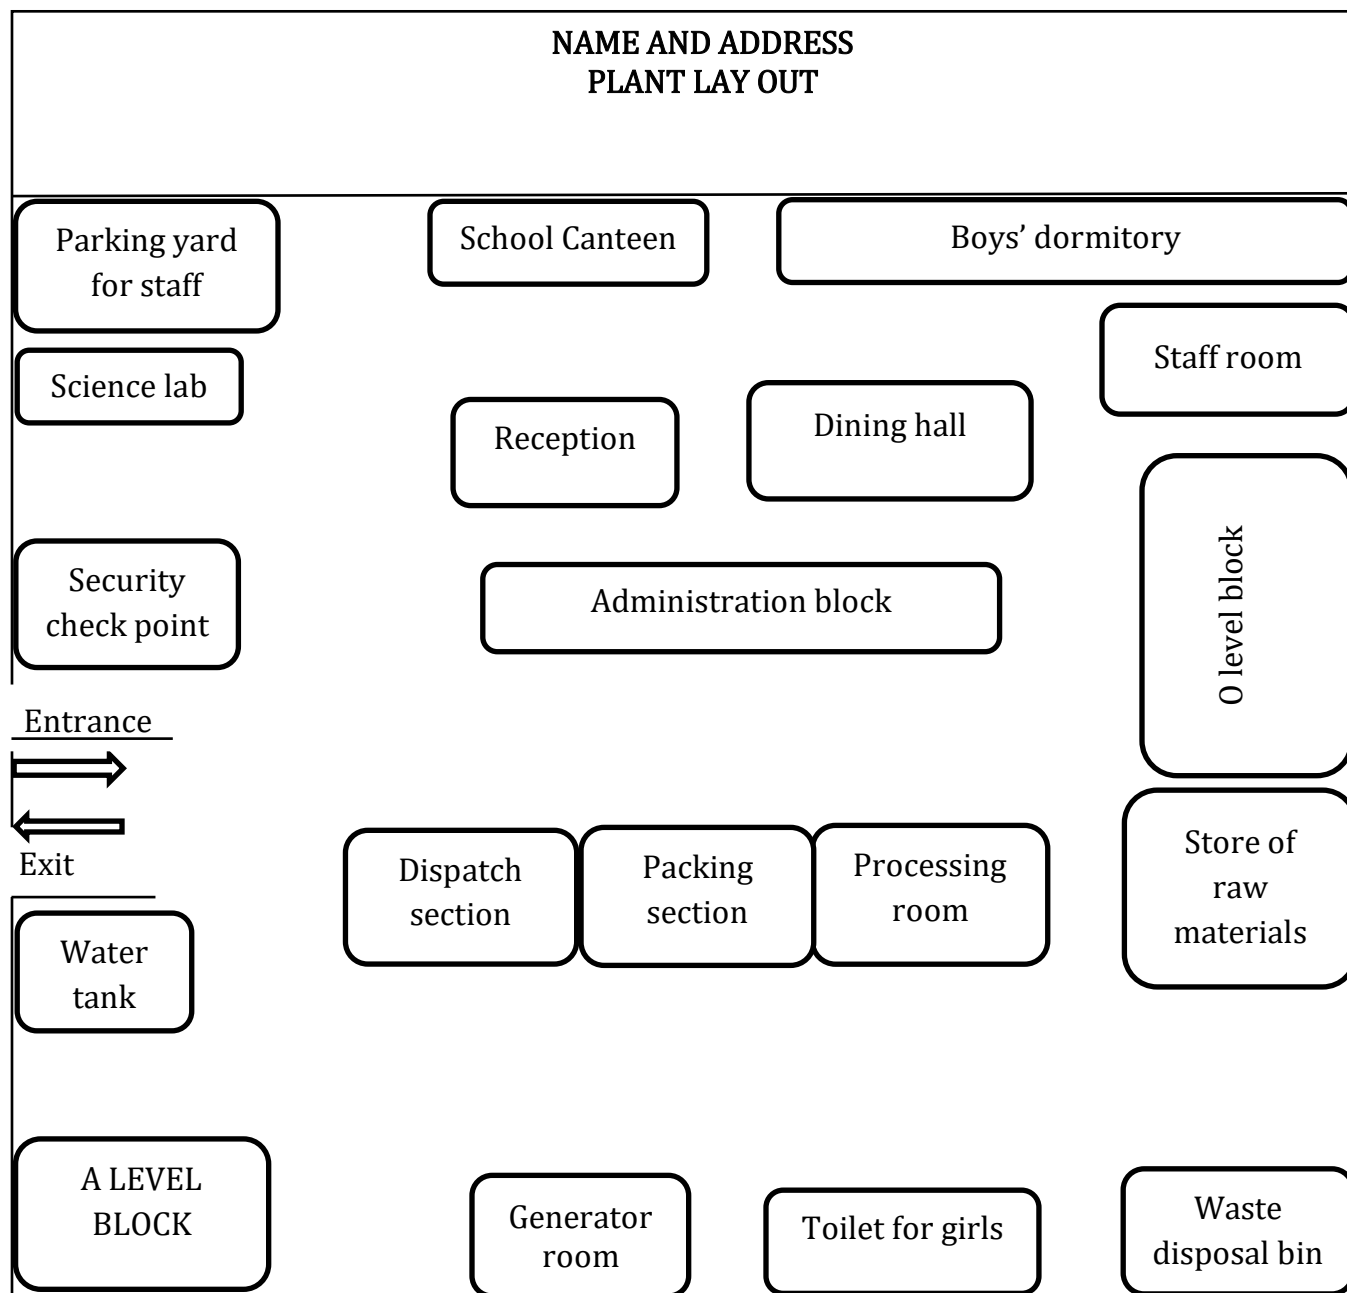 NAME AND ADDRESS
PLANT LAY OUT
Parking yard
for staff
School Canteen
Boys’ dormitory
Staff room
Science lab
Reception
Dining hall
Security
check point
Administration block
O level block
Entrance
Exit
Dispatch
section
Packing
section
Processing
room
Store of
raw
materials
Water
tank
A LEVEL
BLOCK
Generator
room
Toilet for girls
Waste
disposal bin